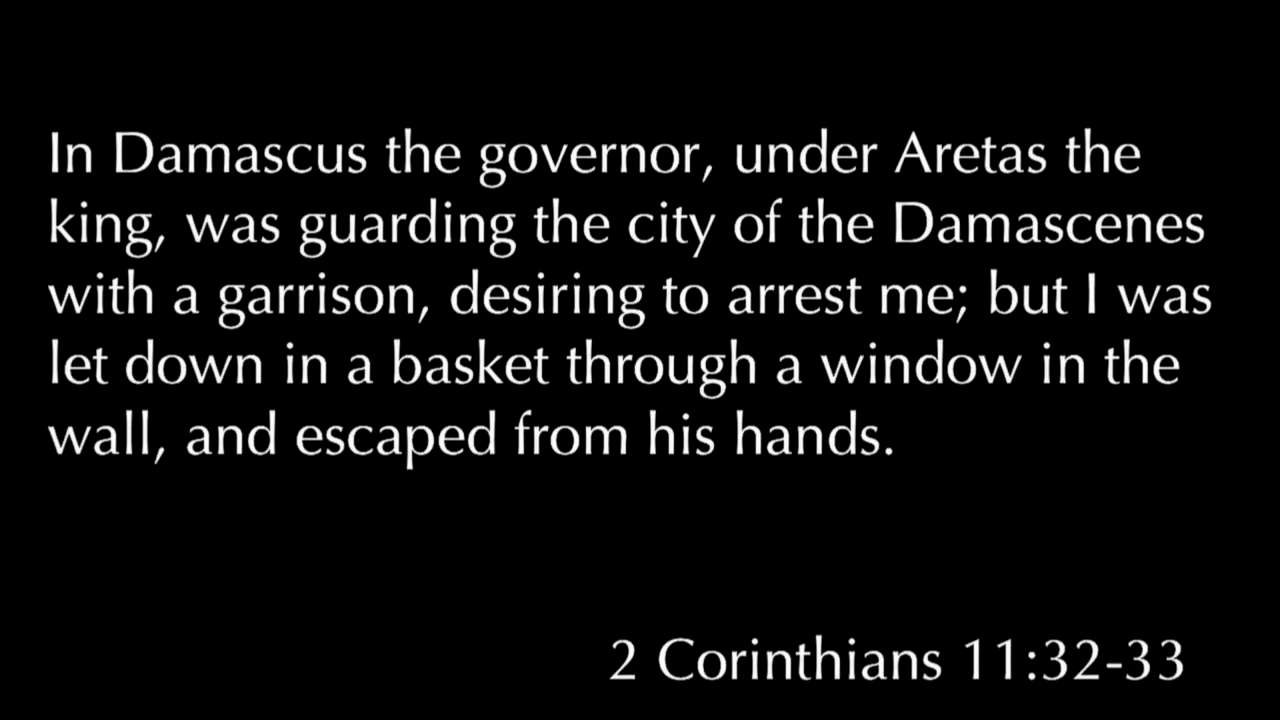 In Damascus the governor, under Aretas the
king, was guarding the city of the Damascenes
with a garrison, desiring to arrest me; but I was
let down in a basket through a window in the
wall, and escaped from his hands.
2 Corinthians 11:32-33